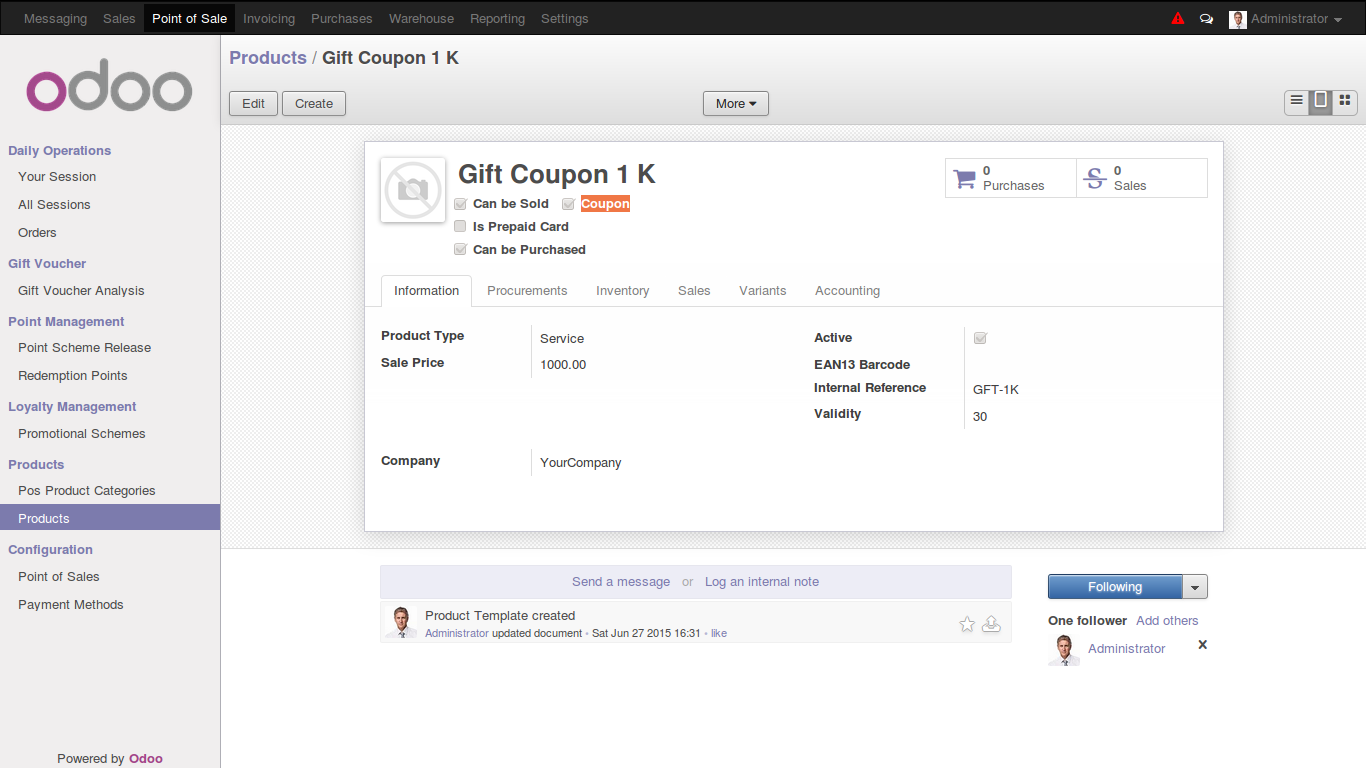 Messaging Sales Point of Sale Invoicing Purchases Warehouse Reporting Settings Administrator
odoo
Daily Operations
Your Session
All Sessions
Orders
Gift Voucher
Gift Voucher Analysis
Point Management
Point Scheme Release
Redemption Points
Loyalty Management
Promotional Schemes
Products
Pos Product Categories
Products
Configuration
Point of Sales
Payment Methods
Powered by Odoo
Products / Gift Coupon 1 K
Edit Create More
Gift Coupon 1 K
0 Purchases
0 Sales
Can be Sold Coupon
Is Prepaid Card
Can be Purchased
Information Procurements Inventory Sales Variants Accounting
Product Type Service
Sale Price 1000.00
Active
EAN13 Barcode
Internal Reference GFT-1K
Validity 30
Company YourCompany
Send a message or Log an internal note
Product Template created
Administrator updated document • Sat Jun 27 2015 16:31 • like
Following
One follower Add others
Administrator X